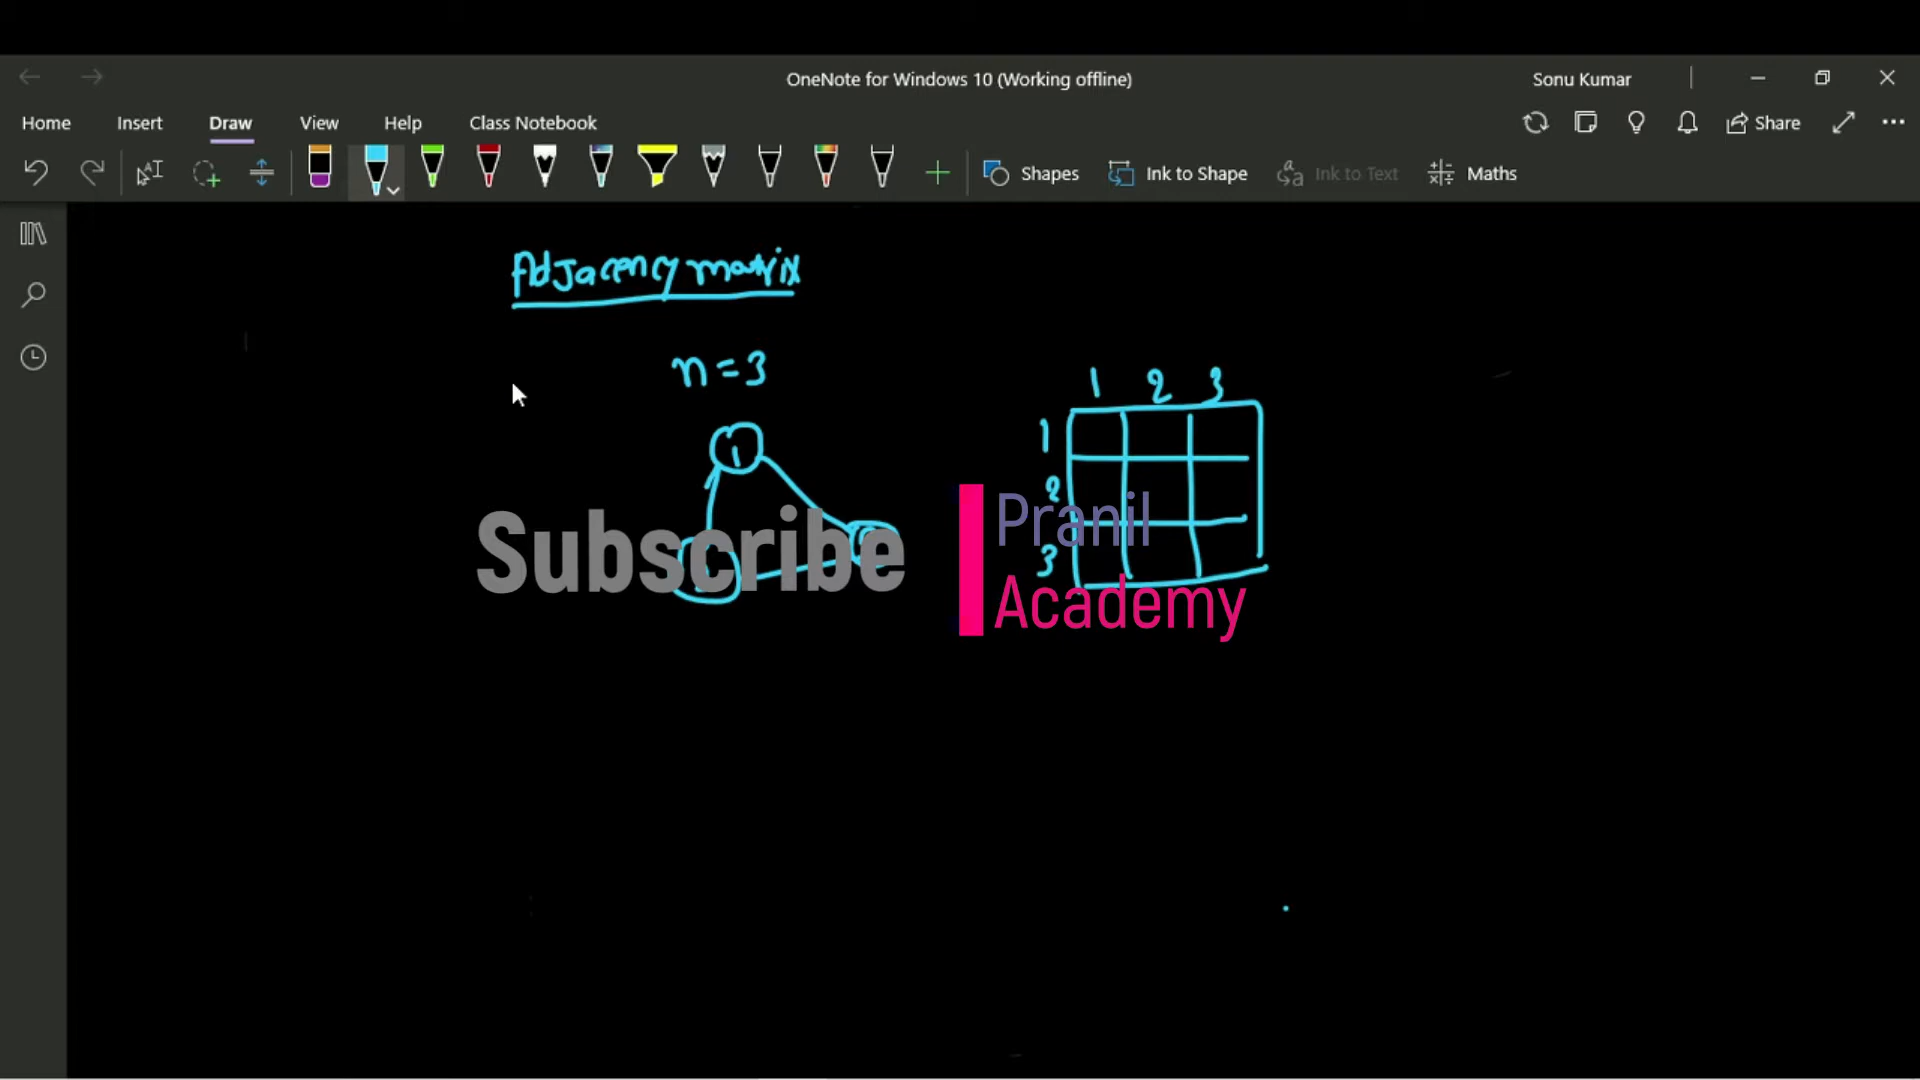 OneNote for Windows 10 (Working offline)
Sonu Kumar
Home Insert Draw View Help Class Notebook
Share
Shapes Ink to Shape Ink to Text Maths
Adjacency matrix
n=3
1 2 3
1
1
2
3
Subscribe
Pranil
Academy